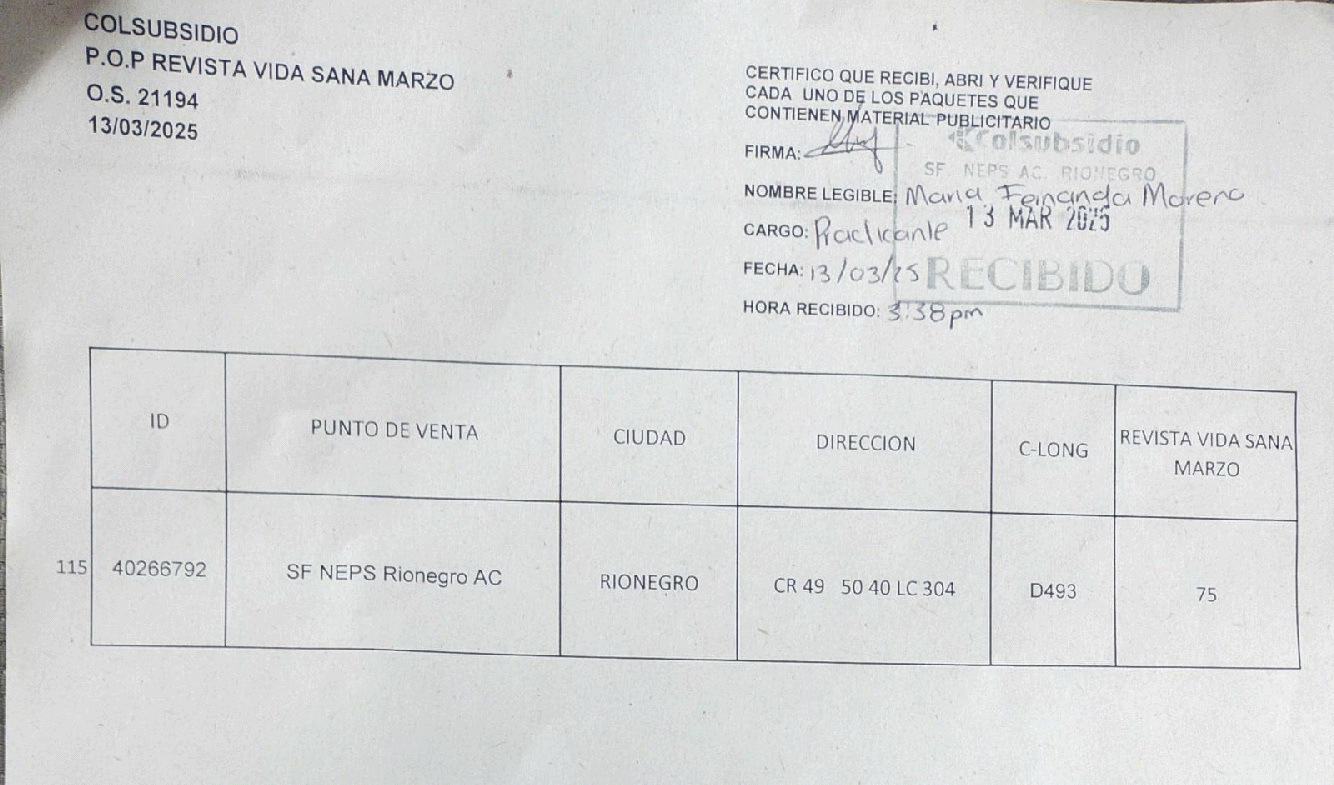 COLSUBSIDIO
P.O.P REVISTA VIDA SANA MARZO
O.S. 21194
13/03/2025
CERTIFICO QUE RECIBI, ABRI Y VERIFIQUE
CADA UNO DE LOS PAQUETES QUE
CONTIENEN MATERIAL PUBLICITARIO
FIRMA:
Colsubsidio
SF NEPS AC. RIONEGRO
NOMBRE LEGIBLE: Maria Fernanda Moreno
13 MAR 2025
CARGO: Practicante
FECHA: 13/03/25
RECIBIDO
HORA RECIBIDO: 3:38pm
ID PUNTO DE VENTA CIUDAD DIRECCION C-LONG REVISTA VIDA SANA
MARZO
115 40266792 SF NEPS Rionegro AC RIONEGRO CR 49 50 40 LC 304 D493 75